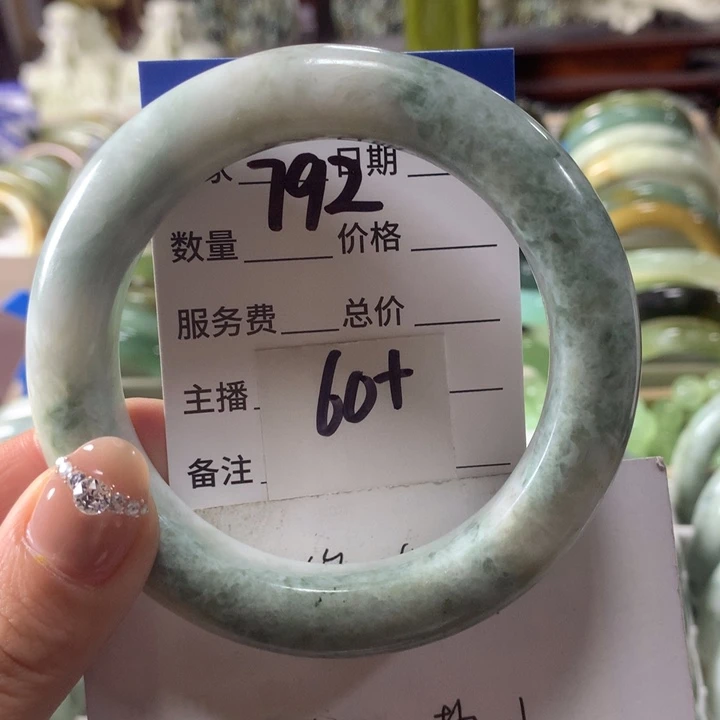 792 日期
数量 价格
服务费 总价
主播
60+
备注